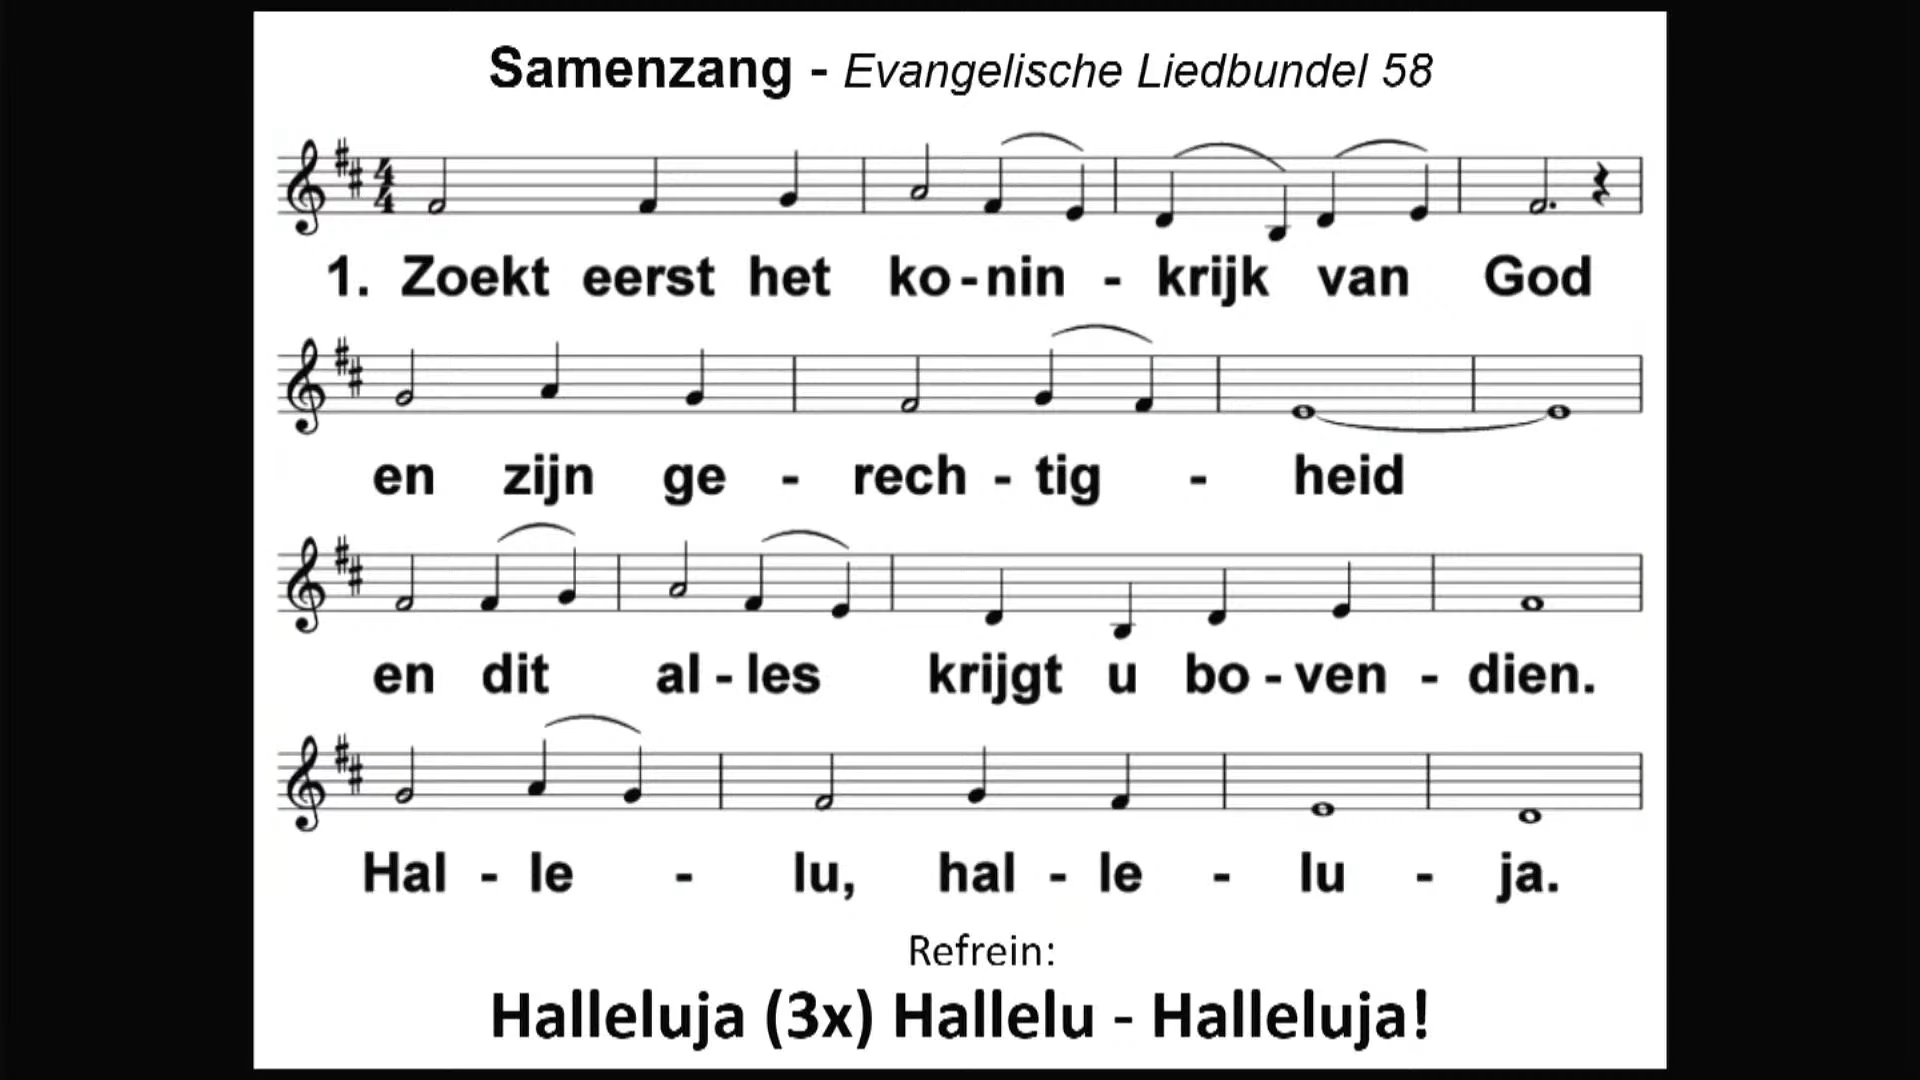 Samenzang - Evangelische Liedbundel 58
1. Zoekt eerst het ko - nin - krijk van God
en zijn ge - rech - tig - heid
en dit al - les krijgt u bo - ven - dien.
Hal - le - lu, hal - le - lu - ja.
Refrein:
Halleluja (3x) Hallelu - Halleluja!